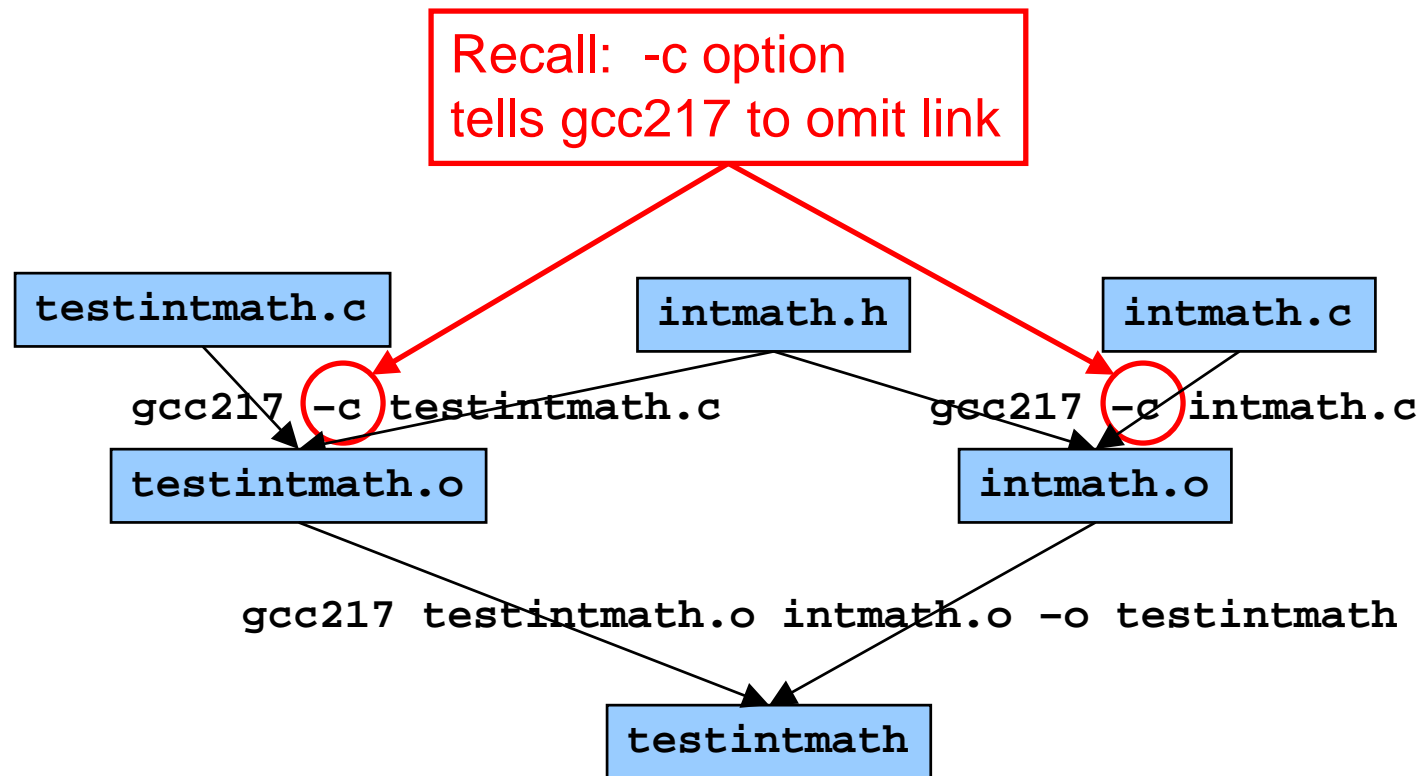 Recall: -c option
tells gcc217 to omit link
testintmath.c
intmath.h
intmath.c
gcc217 –c testintmath.c
gcc217 –c intmath.c
testintmath.o
intmath.o
gcc217 testintmath.o intmath.o –o testintmath
testintmath